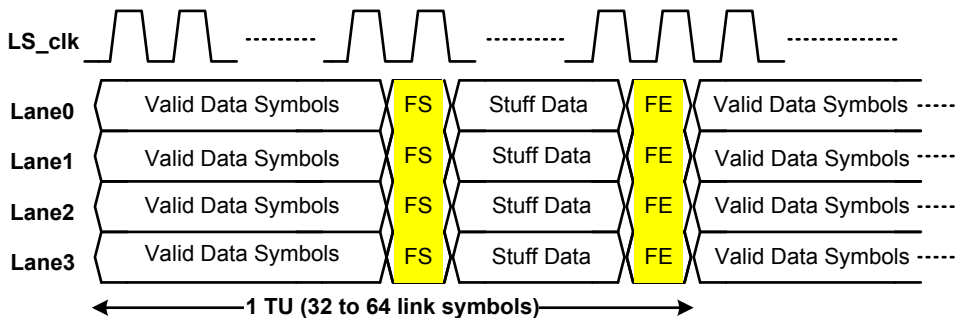 LS_clk
Lane0 Valid Data Symbols FS Stuff Data FE Valid Data Symbols
Lane1 Valid Data Symbols FS Stuff Data FE Valid Data Symbols
Lane2 Valid Data Symbols FS Stuff Data FE Valid Data Symbols
Lane3 Valid Data Symbols FS Stuff Data FE Valid Data Symbols
1 TU (32 to 64 link symbols)